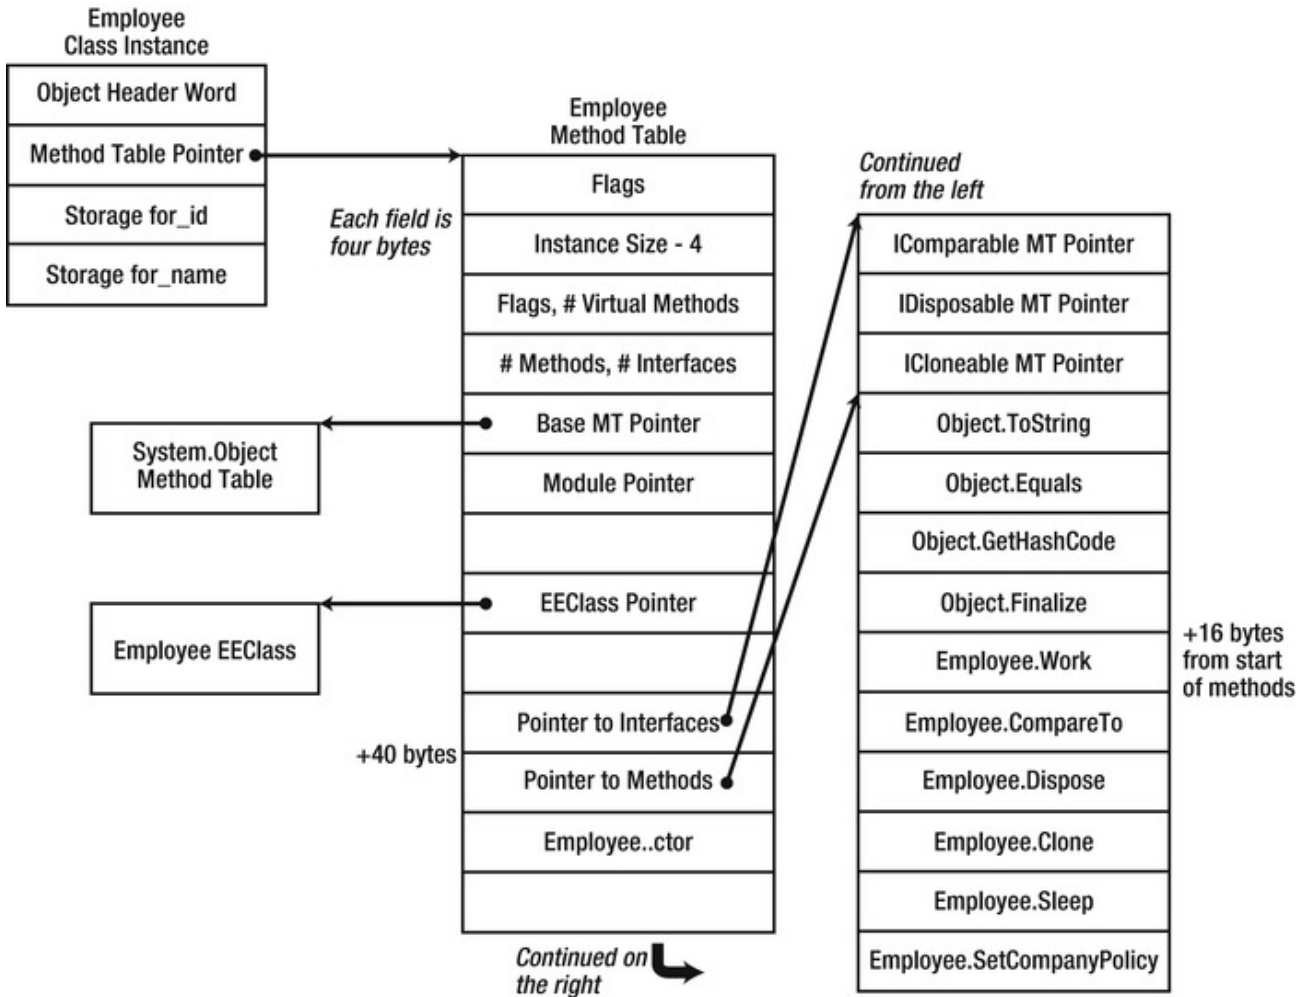 Employee
Class Instance
Object Header Word
Method Table Pointer
Storage for_id
Storage for_name
Employee
Method Table
Each field is
four bytes
Flags
Instance Size - 4
Flags, # Virtual Methods
# Methods, # Interfaces
Base MT Pointer
Module Pointer
EEClass Pointer
Pointer to Interfaces
+40 bytes
Pointer to Methods
Employee..ctor
Continued on
the right
System.Object
Method Table
Employee EEClass
Continued
from the left
IComparable MT Pointer
IDisposable MT Pointer
ICloneable MT Pointer
Object.ToString
Object.Equals
Object.GetHashCode
Object.Finalize
Employee.Work
Employee.CompareTo
Employee.Dispose
Employee.Clone
Employee.Sleep
Employee.SetCompanyPolicy
+16 bytes
from start
of methods